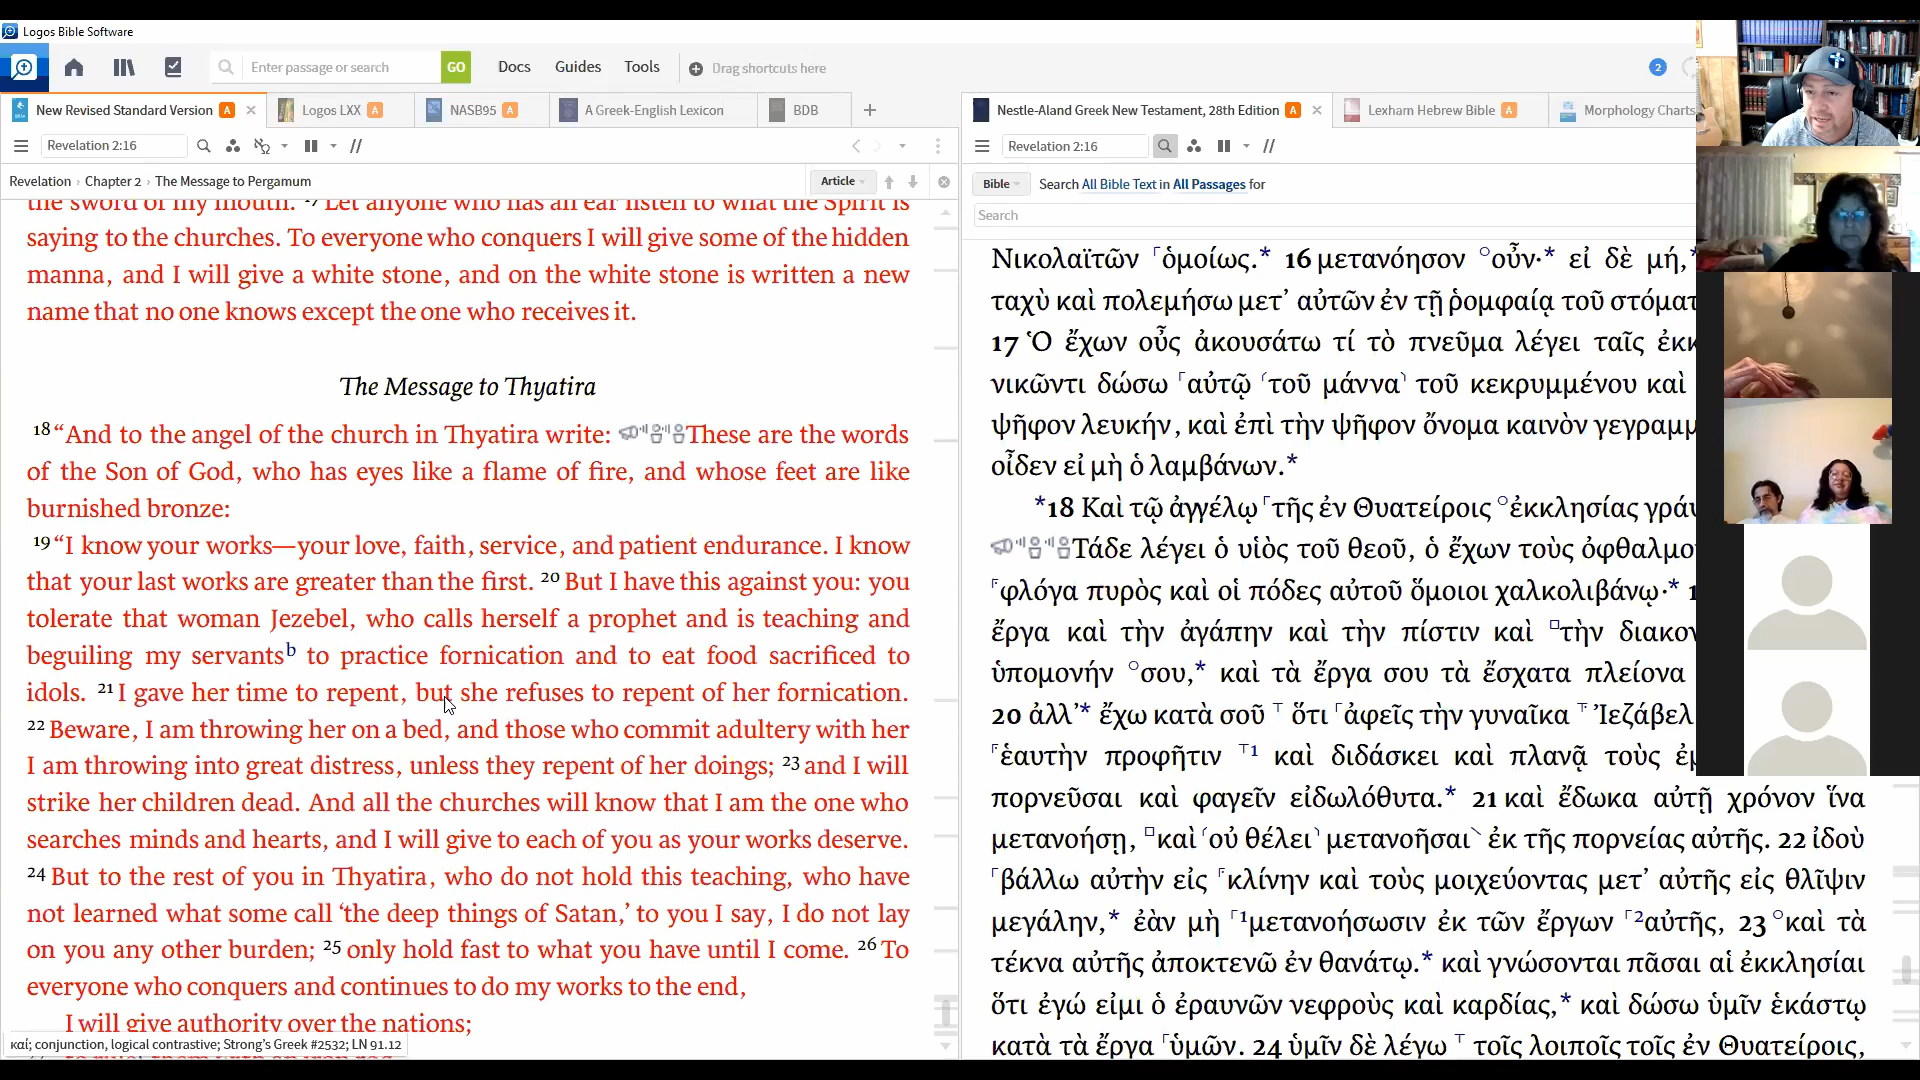 Logos Bible Software
Enter passage or search
GO
Docs
Guides
Tools
Drag shortcuts here
2
New Revised Standard Version A
Logos LXX A
NASB95 A
A Greek-English Lexicon
BDB
Revelation 2:16
Revelation › Chapter 2 › The Message to Pergamum
Article
the sword of my mouth. 17 Let anyone who has an ear listen to what the Spirit is
saying to the churches. To everyone who conquers I will give some of the hidden
manna, and I will give a white stone, and on the white stone is written a new
name that no one knows except the one who receives it.
The Message to Thyatira
18 “And to the angel of the church in Thyatira write: These are the words
of the Son of God, who has eyes like a flame of fire, and whose feet are like
burnished bronze:
19 “I know your works—your love, faith, service, and patient endurance. I know
that your last works are greater than the first. 20 But I have this against you: you
tolerate that woman Jezebel, who calls herself a prophet and is teaching and
beguiling my servants b to practice fornication and to eat food sacrificed to
idols. 21 I gave her time to repent, but she refuses to repent of her fornication.
22 Beware, I am throwing her on a bed, and those who commit adultery with her
I am throwing into great distress, unless they repent of her doings; 23 and I will
strike her children dead. And all the churches will know that I am the one who
searches minds and hearts, and I will give to each of you as your works deserve.
24 But to the rest of you in Thyatira, who do not hold this teaching, who have
not learned what some call ‘the deep things of Satan,’ to you I say, I do not lay
on you any other burden; 25 only hold fast to what you have until I come. 26 To
everyone who conquers and continues to do my works to the end,
I will give authority over the nations;
καί; conjunction, logical contrastive; Strong’s Greek #2532; LN 91.12
Nestle-Aland Greek New Testament, 28th Edition A
Lexham Hebrew Bible A
Morphology Charts
Revelation 2:16
Bible
Search All Bible Text in All Passages for
Search
Νικολαϊτῶν ⸀ὁμοίως.* 16 μετανόησον ⸰οὖν·* εἰ δὲ μή,*
ταχὺ καὶ πολεμήσω μετ’ αὐτῶν ἐν τῇ ῥομφαίᾳ τοῦ στόματ
17 Ὁ ἔχων οὖς ἀκουσάτω τί τὸ πνεῦμα λέγει ταῖς ἐκκ
νικῶντι δώσω ⸀αὐτῷ ⸂τοῦ μάννα⸃ τοῦ κεκρυμμένου καὶ
ψῆφον λευκήν, καὶ ἐπὶ τὴν ψῆφον ὄνομα καινὸν γεγραμμ
οἶδεν εἰ μὴ ὁ λαμβάνων.*
*18 Καὶ τῷ ἀγγέλῳ ⸀τῆς ἐν Θυατείροις ⸰ἐκκλησίας γρά
Τάδε λέγει ὁ υἱὸς τοῦ θεοῦ, ὁ ἔχων τοὺς ὀφθαλμο
⸀φλόγα πυρὸς καὶ οἱ πόδες αὐτοῦ ὅμοιοι χαλκολιβάνῳ·* 1
ἔργα καὶ τὴν ἀγάπην καὶ τὴν πίστιν καὶ ⸋τὴν διακον
ὑπομονήν ⸰σου,* καὶ τὰ ἔργα σου τὰ ἔσχατα πλείονα
20 ἀλλ’* ἔχω κατὰ σοῦ ⸆ ὅτι ⸀ἀφεῖς τὴν γυναῖκα ⸆ Ἰεζάβελ
⸀ἑαυτὴν προφῆτιν ⸆1 καὶ διδάσκει καὶ πλανᾷ τοὺς ἐμ
πορνεῦσαι καὶ φαγεῖν εἰδωλόθυτα.* 21 καὶ ἔδωκα αὐτῇ χρόνον ἵνα
μετανοήσῃ, ⸋καὶ ⸂οὐ θέλει⸃ μετανοῆσαι⸌ ἐκ τῆς πορνείας αὐτῆς. 22 ἰδοὺ
⸀βάλλω αὐτὴν εἰς ⸀κλίνην καὶ τοὺς μοιχεύοντας μετ’ αὐτῆς εἰς θλῖψιν
μεγάλην,* ἐὰν μὴ ⸀1μετανοήσωσιν ἐκ τῶν ἔργων ⸀2αὐτῆς, 23 ⸰καὶ τὰ
τέκνα αὐτῆς ἀποκτενῶ ἐν θανάτῳ.* καὶ γνώσονται πᾶσαι αἱ ἐκκλησίαι
ὅτι ἐγώ εἰμι ὁ ἐραυνῶν νεφροὺς καὶ καρδίας,* καὶ δώσω ὑμῖν ἑκάστῳ
κατὰ τὰ ἔργα ⸀ὑμῶν. 24 ὑμῖν δὲ λέγω ⸆ τοῖς λοιποῖς τοῖς ἐν Θυατείροις,